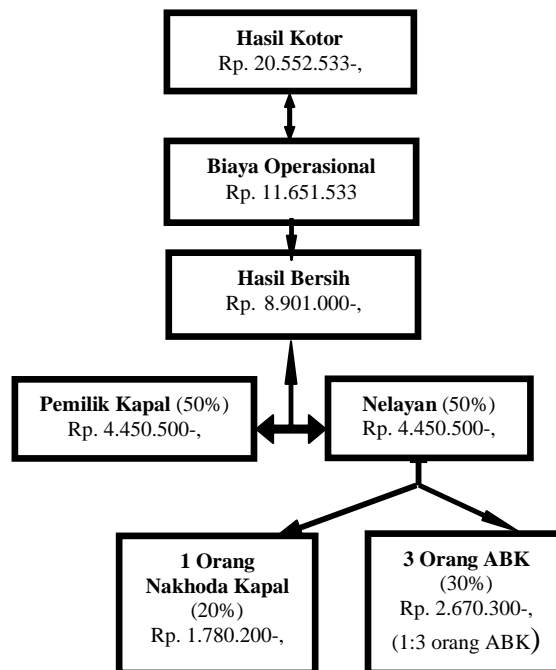 Hasil Kotor
Rp. 20.552.533-,
Biaya Operasional
Rp. 11.651.533
Hasil Bersih
Rp. 8.901.000-,
Pemilik Kapal (50%)
Rp. 4.450.500-,
Nelayan (50%)
Rp. 4.450.500-,
1 Orang
Nakhoda Kapal
(20%)
Rp. 1.780.200-,
3 Orang ABK
(30%)
Rp. 2.670.300-,
(1:3 orang ABK)